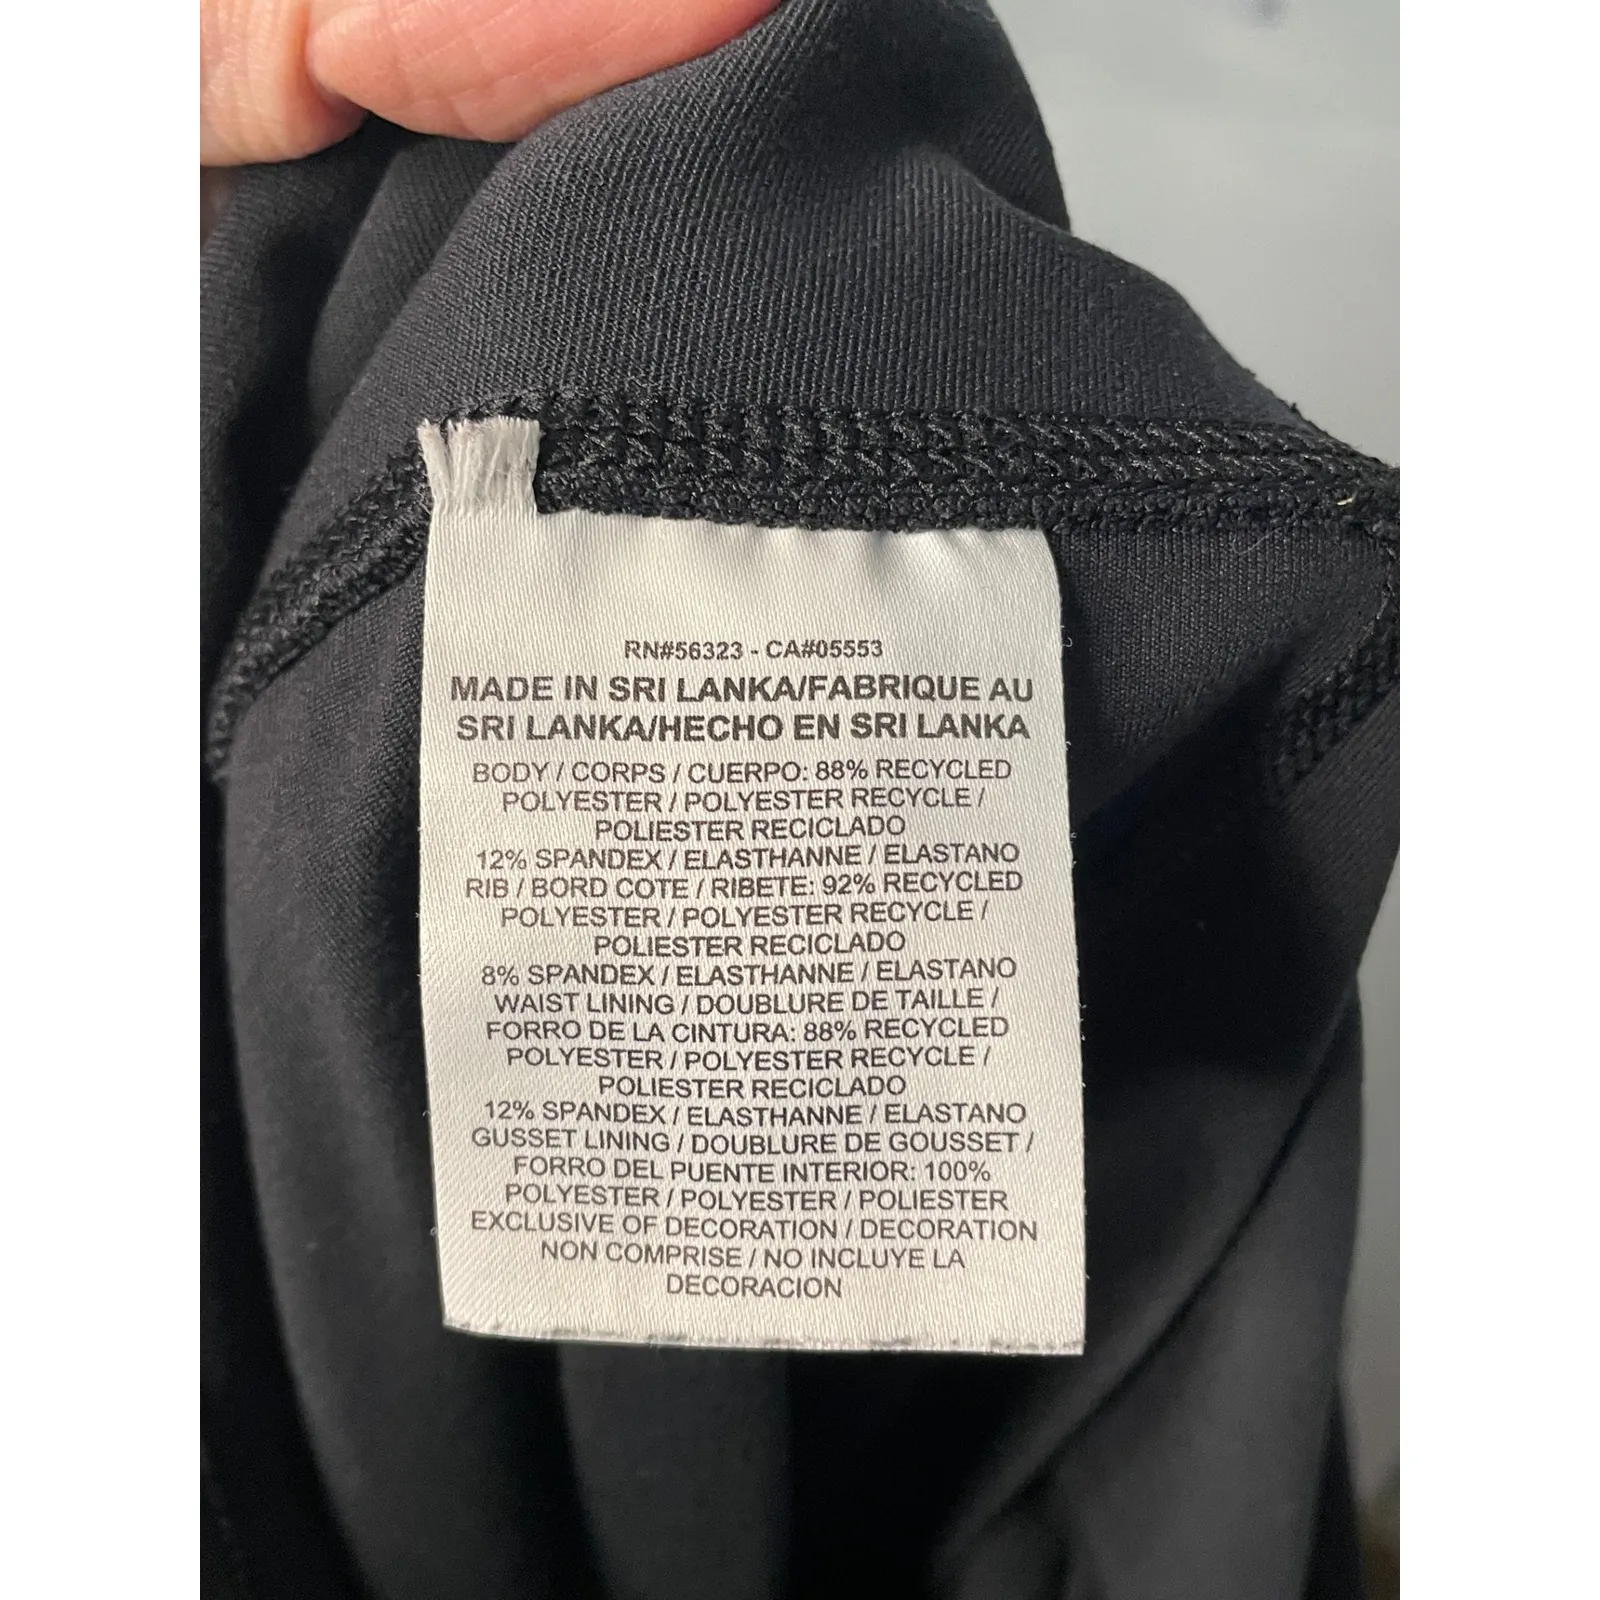 RN#56323 - CA#05553
MADE IN SRI LANKA/FABRIQUE AU
SRI LANKA/HECHO EN SRI LANKA
BODY / CORPS / CUERPO: 88% RECYCLED
POLYESTER / POLYESTER RECYCLE /
POLIESTER RECICLADO
12% SPANDEX / ELASTHANNE / ELASTANO
RIB / BORD COTE / RIBETE: 92% RECYCLED
POLYESTER / POLYESTER RECYCLE /
POLIESTER RECICLADO
8% SPANDEX / ELASTHANNE / ELASTANO
WAIST LINING / DOUBLURE DE TAILLE /
FORRO DE LA CINTURA: 88% RECYCLED
POLYESTER / POLYESTER RECYCLE /
POLIESTER RECICLADO
12% SPANDEX / ELASTHANNE / ELASTANO
GUSSET LINING / DOUBLURE DE GOUSSET /
FORRO DEL PUENTE INTERIOR: 100%
POLYESTER / POLYESTER / POLIESTER
EXCLUSIVE OF DECORATION / DECORATION
NON COMPRISE / NO INCLUYE LA
DECORACION